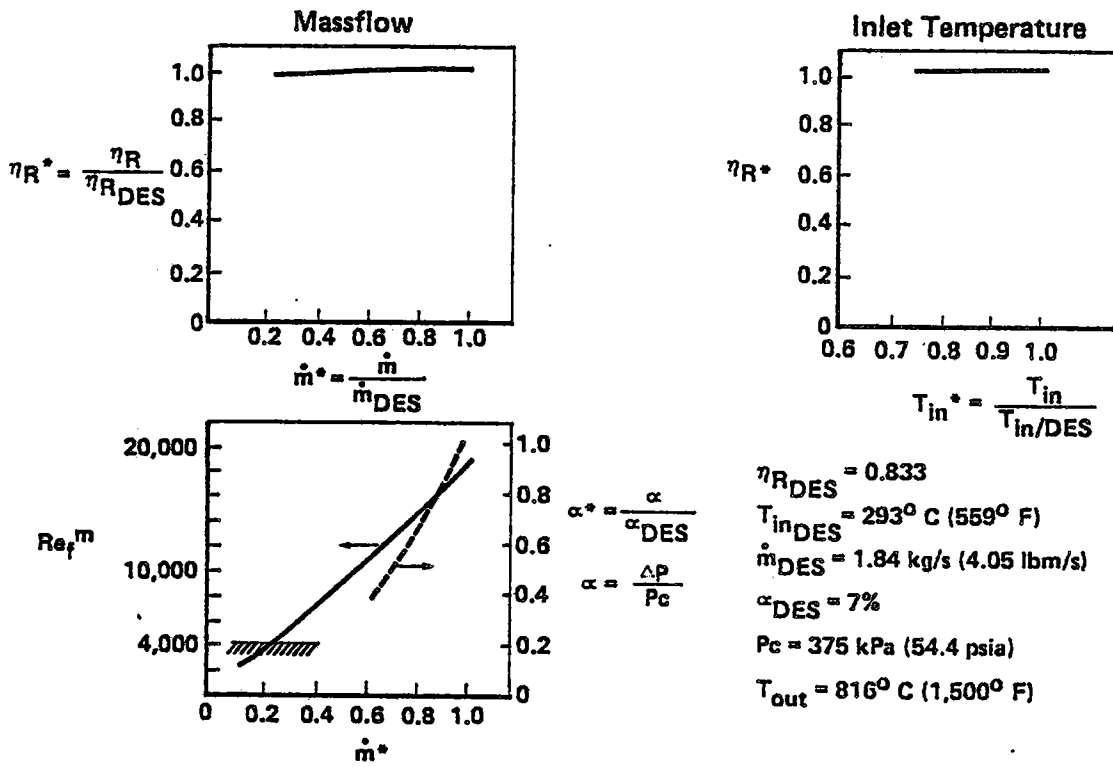 Massflow
1.0
0.8
ηR* = ηR / ηRDES
0.6
0.4
0.2
0
0.2 0.4 0.6 0.8 1.0
ṁ* = ṁ / ṁDES
Inlet Temperature
1.0
0.8
ηR*
0.6
0.4
0.2
0
0.6 0.7 0.8 0.9 1.0
Tin* = Tin / Tin/DES
20,000
Refm
10,000
4,000
0 0.2 0.4 0.6 0.8 1.0
ṁ*
1.0
0.8
0.6
0.4
0.2
0
α* = α / αDES
α = ΔP / Pc
ηRDES = 0.833
TinDES = 293° C (559° F)
ṁDES = 1.84 kg/s (4.05 lbm/s)
αDES = 7%
Pc = 375 kPa (54.4 psia)
Tout = 816° C (1,500° F)